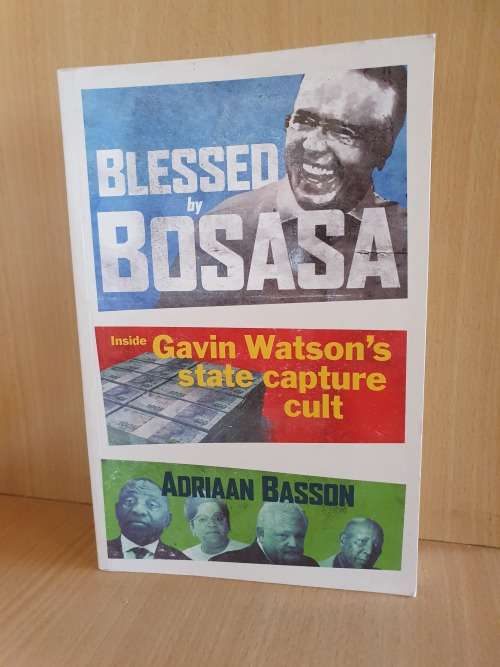 BLESSED
by
BOSASA
Inside Gavin Watson's
state capture
cult
ADRIAAN BASSON